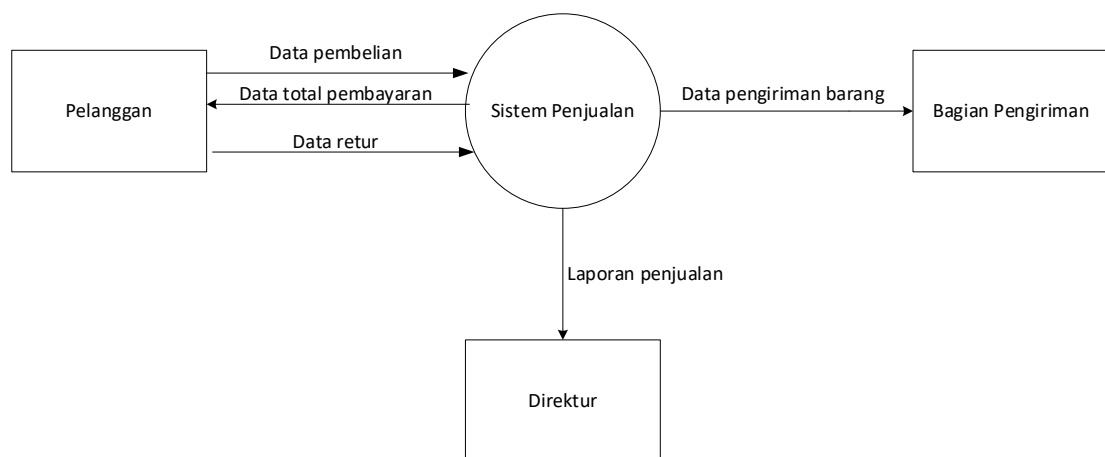 Data pembelian
Pelanggan
Data total pembayaran
Sistem Penjualan
Data pengiriman barang
Bagian Pengiriman
Data retur
Laporan penjualan
Direktur